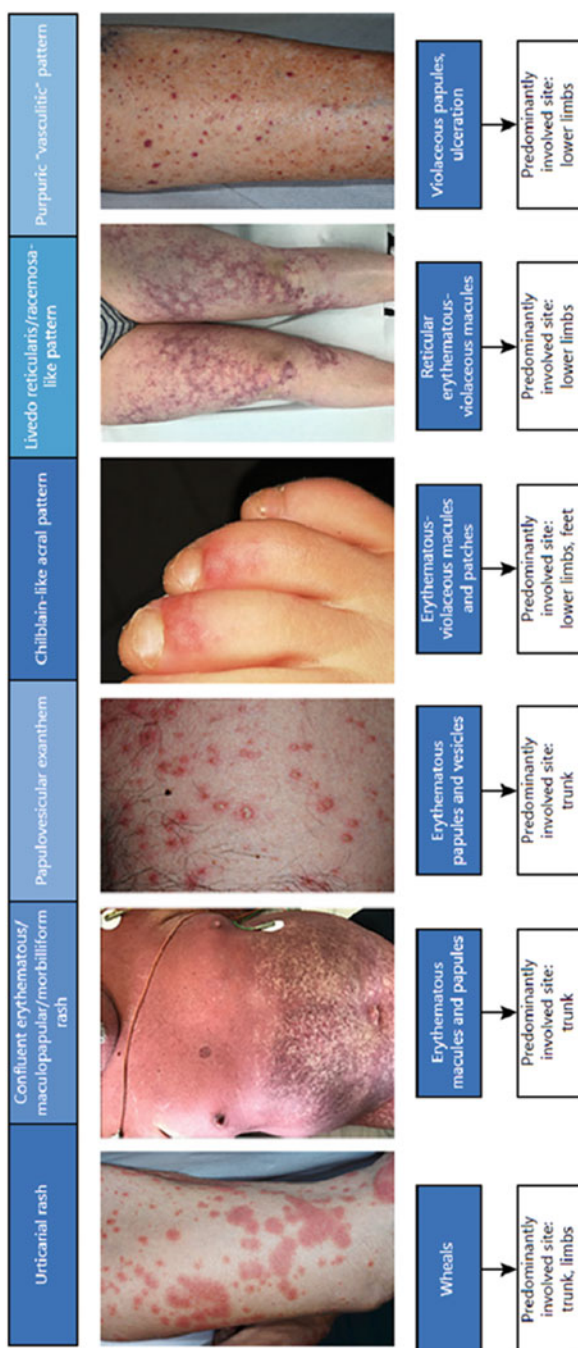 Urticarial rash
Confluent erythematous/
maculopapular/morbilliform
rash
Papulovesicular exanthem
Chilblain-like acral pattern
Livedo reticularis/racemosa-
like pattern
Purpuric "vasculitic" pattern
Wheals
Erythematous
macules and papules
Erythematous
papules and vesicles
Erythematous-
violaceous macules
and patches
Reticular
erythematous-
violaceous macules
Violaceous papules,
ulceration
Predominantly
involved site:
trunk, limbs
Predominantly
involved site:
trunk
Predominantly
involved site:
trunk
Predominantly
involved site:
lower limbs, feet
Predominantly
involved site:
lower limbs
Predominantly
involved site:
lower limbs